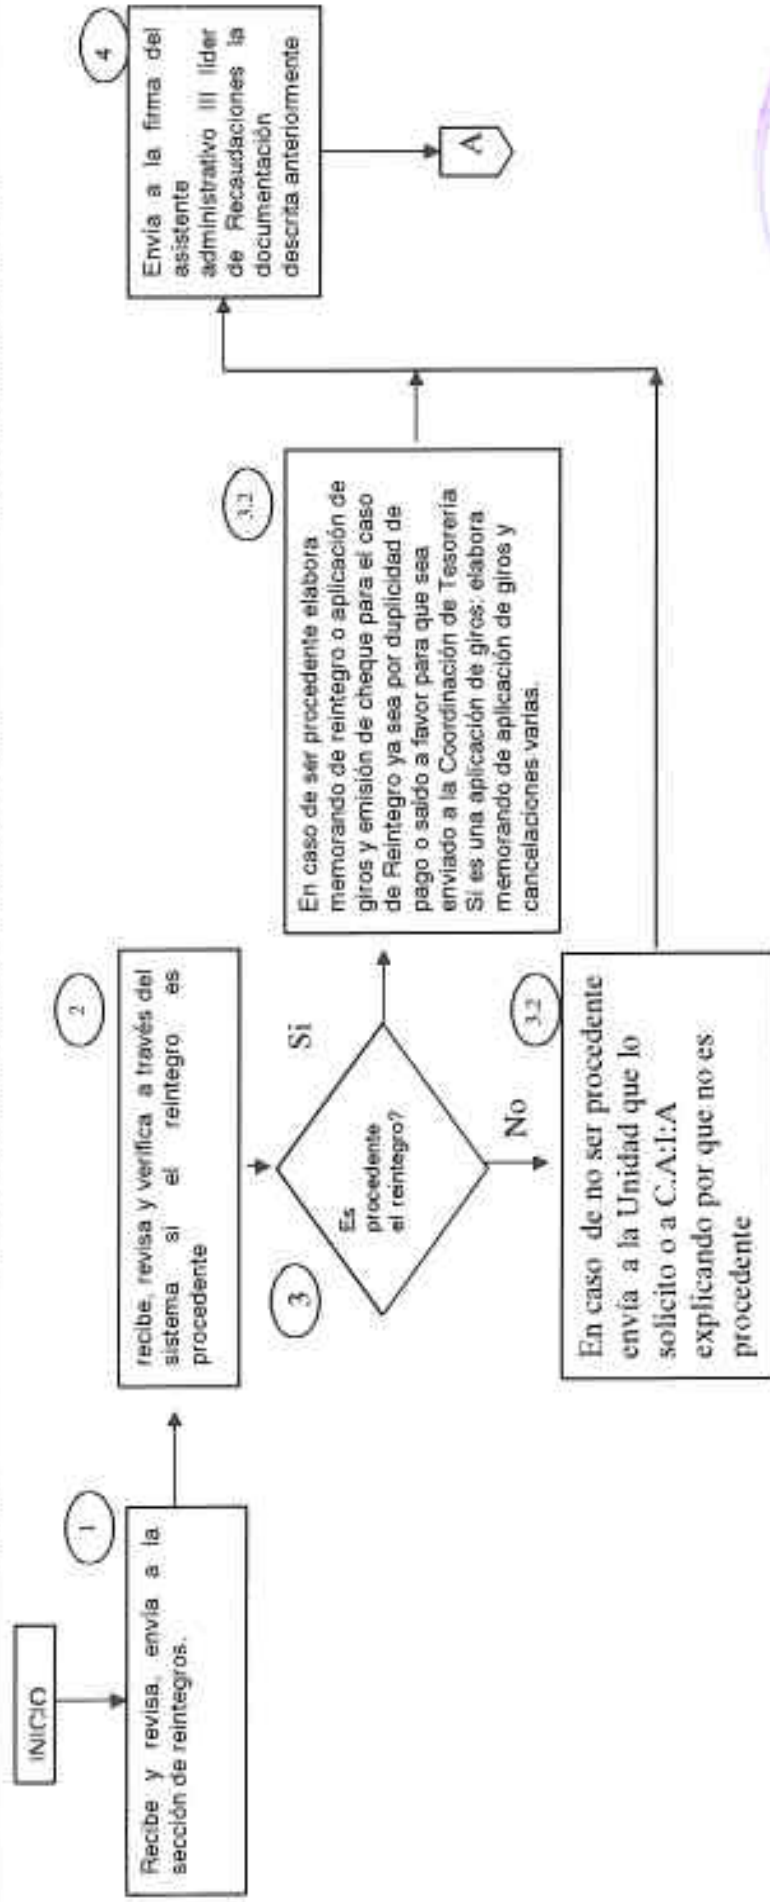 INICIO
1
Recibe y revisa, envía a la
sección de reintegros.
2
recibe, revisa y verifica a través del
sistema si el reintegro es
procedente
3
Es
procedente
el reintegro?
Si
No
3.2
En caso de ser procedente elabora
memorando de reintegro o aplicación de
giros y emisión de cheque para el caso
de Reintegro ya sea por duplicidad de
pago o saldo a favor para que sea
enviado a la Coordinación de Tesorería
Si es una aplicación de giros: elabora
memorando de aplicación de giros y
cancelaciones varias.
3.2
En caso de no ser procedente
envía a la Unidad que lo
solicito o a C.A:I:A
explicando por que no es
procedente
4
Envía a la firma del
asistente
administrativo III líder
de Recaudaciones la
documentación
descrita anteriormente
A